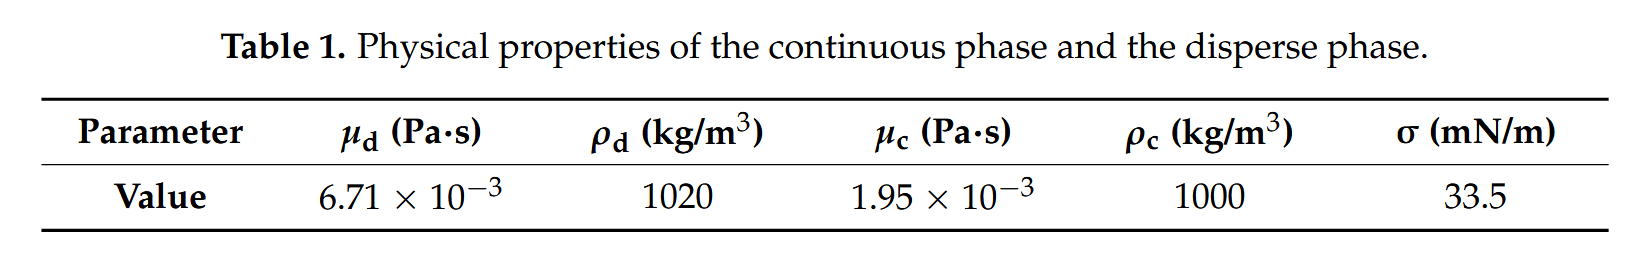 Table 1. Physical properties of the continuous phase and the disperse phase.
Parameter μd (Pa·s) ρd (kg/m³) μc (Pa·s) ρc (kg/m³) σ (mN/m)
Value 6.71 × 10⁻³ 1020 1.95 × 10⁻³ 1000 33.5